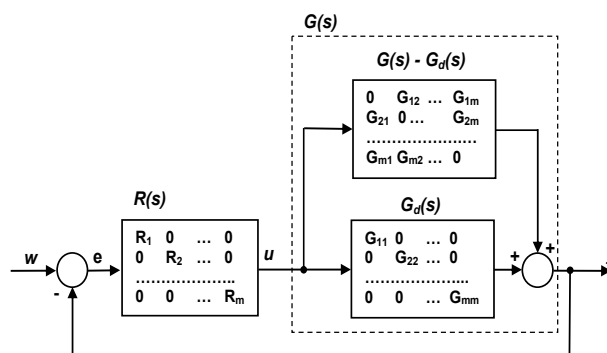 G(s)
G(s) - Gd(s)
0 G12 ... G1m
G21 0 ... G2m
........................
Gm1 Gm2 ... 0
R(s)
R1 0 ... 0
0 R2 ... 0
.......................
0 0 ... Rm
Gd(s)
G11 0 ... 0
0 G22 ... 0
.......................
0 0 ... Gmm
w
e
u
+
+
-